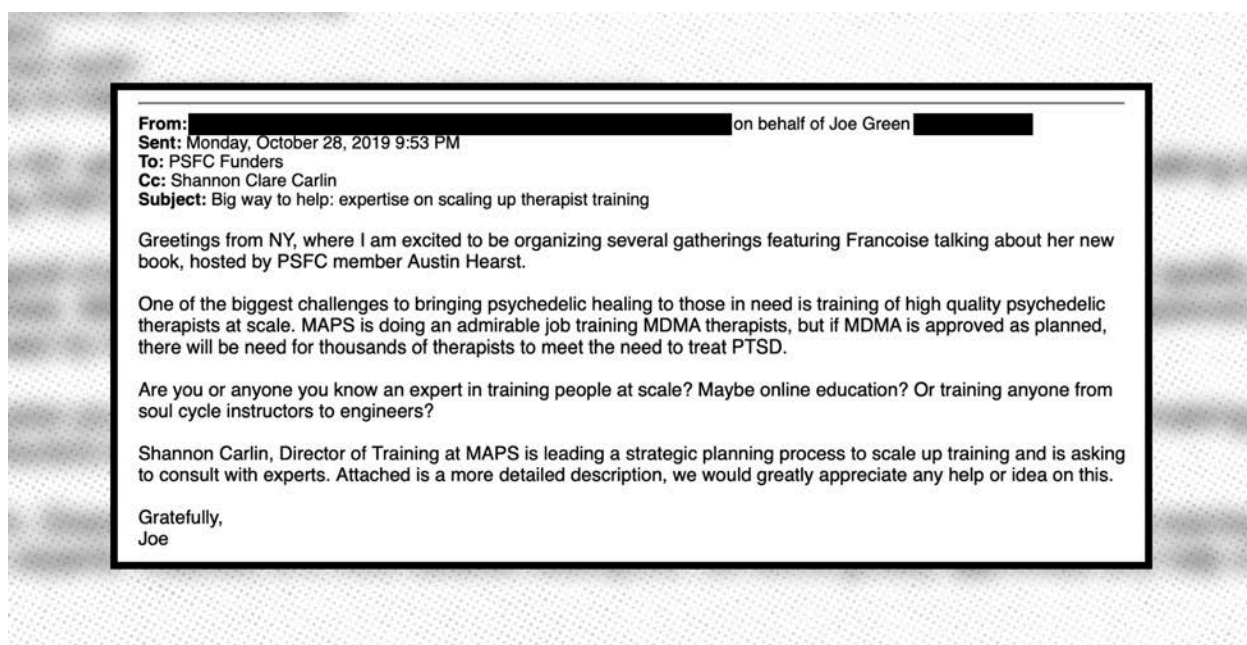 From: on behalf of Joe Green
Sent: Monday, October 28, 2019 9:53 PM
To: PSFC Funders
Cc: Shannon Clare Carlin
Subject: Big way to help: expertise on scaling up therapist training
Greetings from NY, where I am excited to be organizing several gatherings featuring Francoise talking about her new
book, hosted by PSFC member Austin Hearst.
One of the biggest challenges to bringing psychedelic healing to those in need is training of high quality psychedelic
therapists at scale. MAPS is doing an admirable job training MDMA therapists, but if MDMA is approved as planned,
there will be need for thousands of therapists to meet the need to treat PTSD.
Are you or anyone you know an expert in training people at scale? Maybe online education? Or training anyone from
soul cycle instructors to engineers?
Shannon Carlin, Director of Training at MAPS is leading a strategic planning process to scale up training and is asking
to consult with experts. Attached is a more detailed description, we would greatly appreciate any help or idea on this.
Gratefully,
Joe